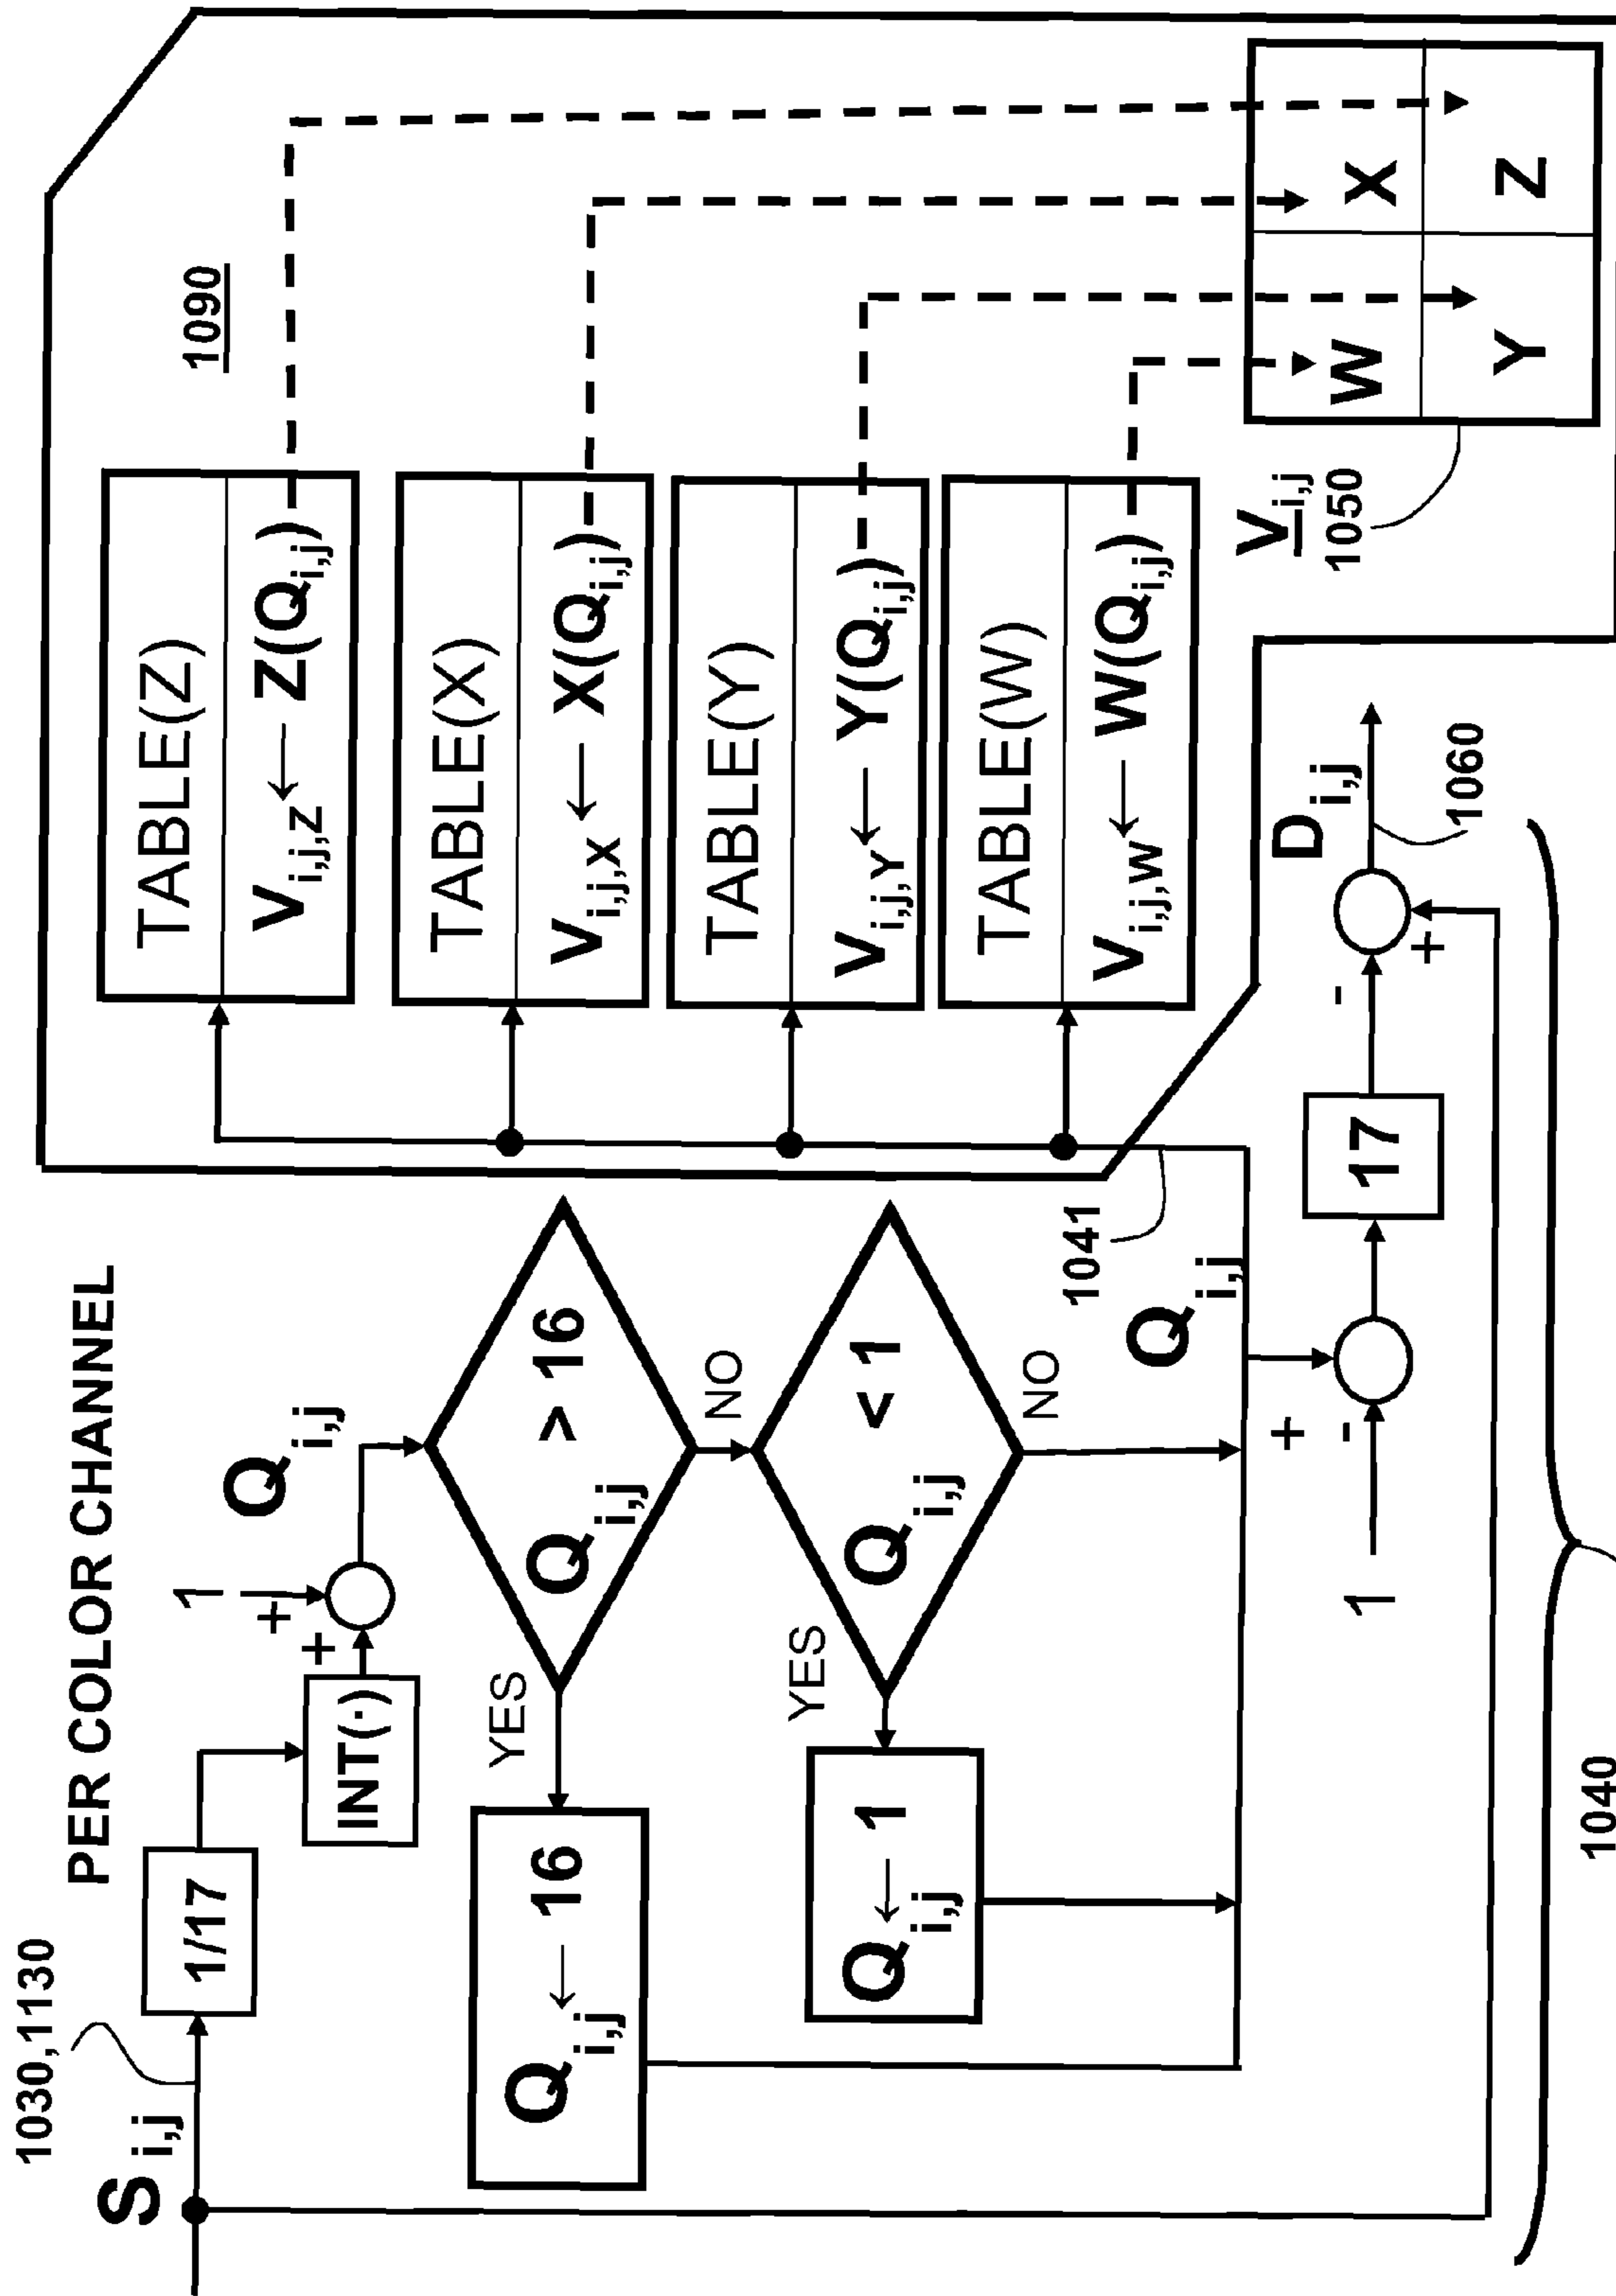 PER COLOR CHANNEL
1030,1130
S i,j
1/17
INT(·)
1
+
+
Q i,j
Q i,j > 16
YES
NO
Q i,j ← 16
Q i,j < 1
YES
NO
Q i,j ← 1
Q i,j
1041
1
-
+
17
-
+
D i,j
1060
1040
1090
TABLE(Z)
V i,j,Z ← Z(Q i,j)
TABLE(X)
V i,j,X ← X(Q i,j)
TABLE(Y)
V i,j,Y ← Y(Q i,j)
TABLE(W)
V i,j,W ← W(Q i,j)
V i,j
1050
W X
Y Z